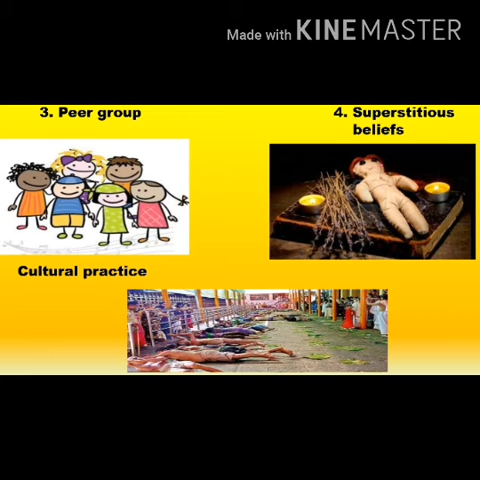 Made with KINEMASTER
3. Peer group
4. Superstitious
beliefs
Cultural practice